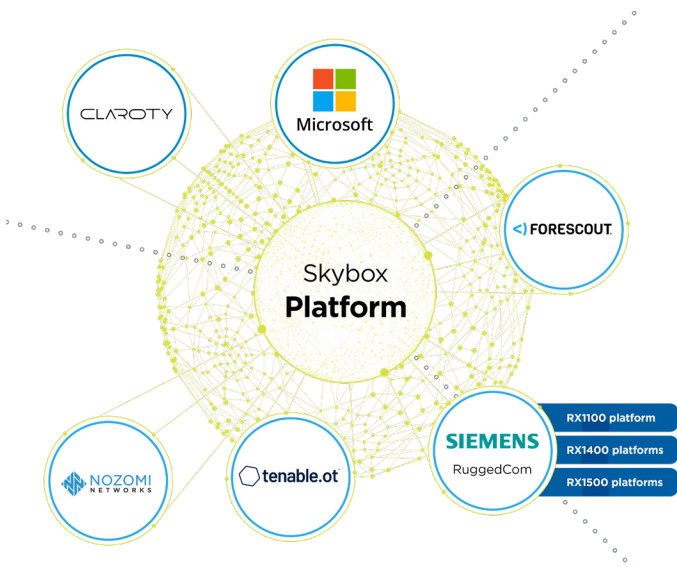 CLAROTY
Microsoft
<) FORESCOUT
Skybox
Platform
SIEMENS
RuggedCom
RX1100 platform
RX1400 platforms
RX1500 platforms
NOZOMI
NETWORKS
tenable.ot